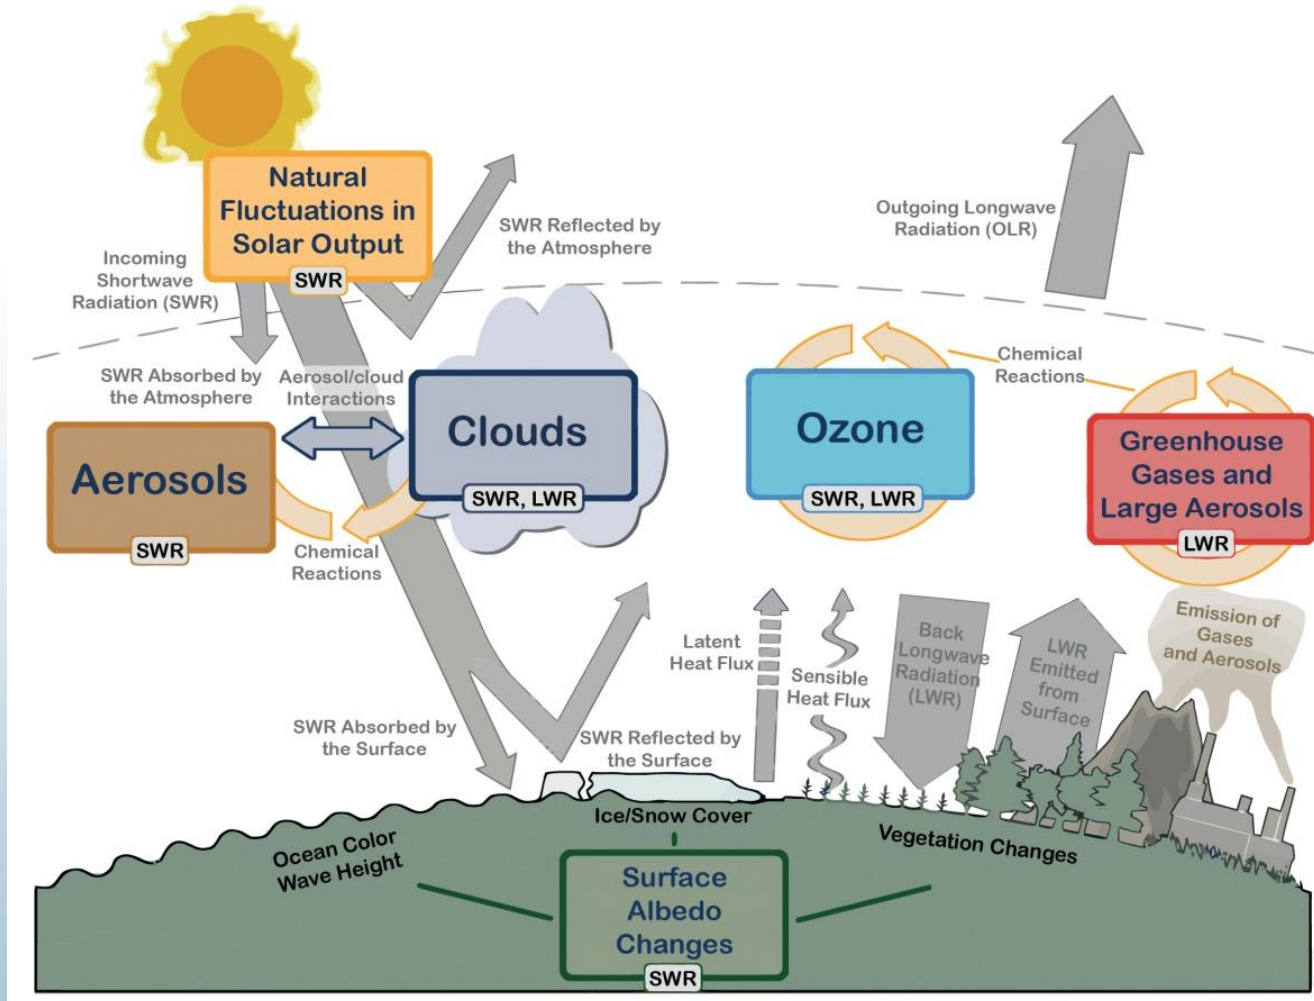 Natural
Fluctuations in
Solar Output
SWR
Incoming
Shortwave
Radiation (SWR)
SWR Reflected by
the Atmosphere
Outgoing Longwave
Radiation (OLR)
SWR Absorbed by
the Atmosphere
Aerosol/cloud
Interactions
Chemical
Reactions
Aerosols
SWR
Clouds
SWR, LWR
Ozone
SWR, LWR
Greenhouse
Gases and
Large Aerosols
LWR
Chemical
Reactions
Emission of
Gases
and Aerosols
Latent
Heat Flux
Sensible
Heat Flux
Back
Longwave
Radiation
(LWR)
LWR
Emitted
from
Surface
SWR Absorbed by
the Surface
SWR Reflected by
the Surface
Ice/Snow Cover
Ocean Color
Wave Height
Vegetation Changes
Surface
Albedo
Changes
SWR